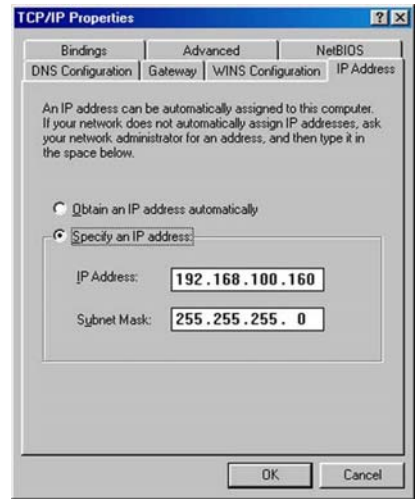 TCP/IP Properties
Bindings Advanced NetBIOS
DNS Configuration Gateway WINS Configuration IP Address
An IP address can be automatically assigned to this computer.
If your network does not automatically assign IP addresses, ask
your network administrator for an address, and then type it in
the space below.
Obtain an IP address automatically
Specify an IP address:
IP Address: 192.168.100.160
Subnet Mask: 255.255.255. 0
OK Cancel